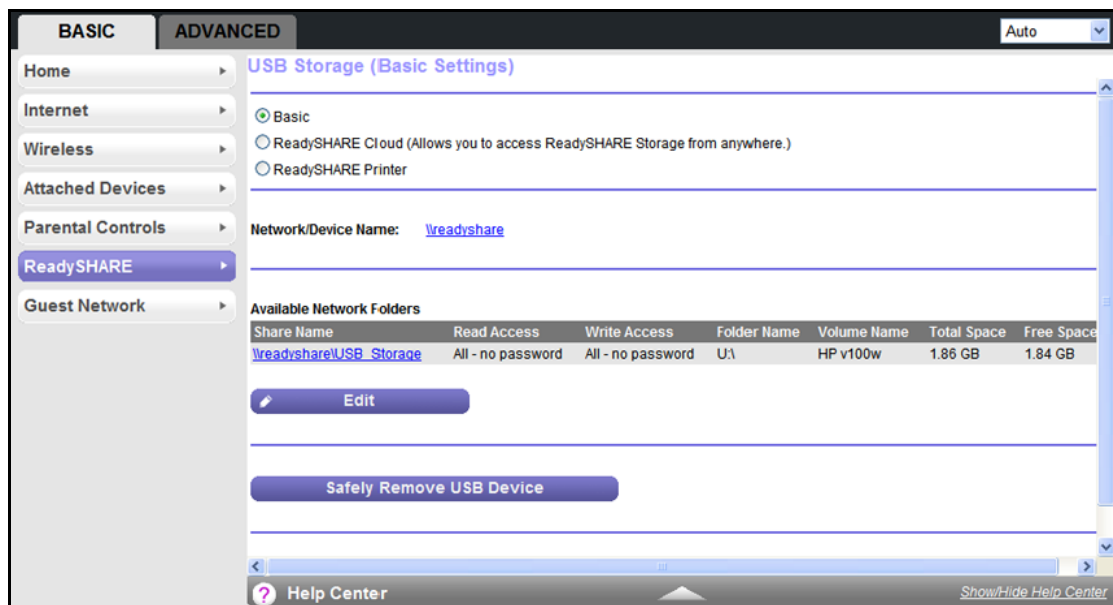 BASIC ADVANCED Auto
Home
Internet
Wireless
Attached Devices
Parental Controls
ReadySHARE
Guest Network
USB Storage (Basic Settings)
Basic
ReadySHARE Cloud (Allows you to access ReadySHARE Storage from anywhere.)
ReadySHARE Printer
Network/Device Name: \\readyshare
Available Network Folders
Share Name Read Access Write Access Folder Name Volume Name Total Space Free Space
\\readyshare\USB_Storage All - no password All - no password U:\ HP v100w 1.86 GB 1.84 GB
Edit
Safely Remove USB Device
? Help Center Show/Hide Help Center